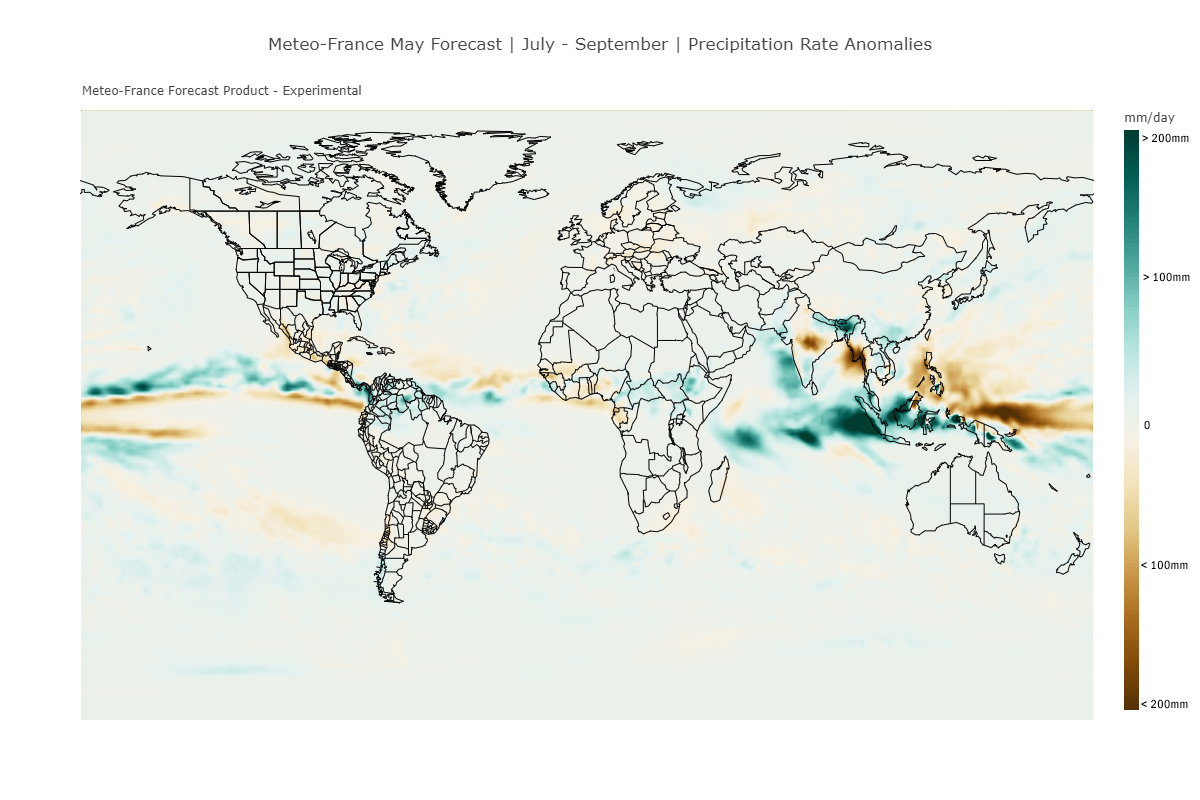 Meteo-France May Forecast | July - September | Precipitation Rate Anomalies
Meteo-France Forecast Product - Experimental
mm/day
> 200mm
> 100mm
0
< 100mm
< 200mm